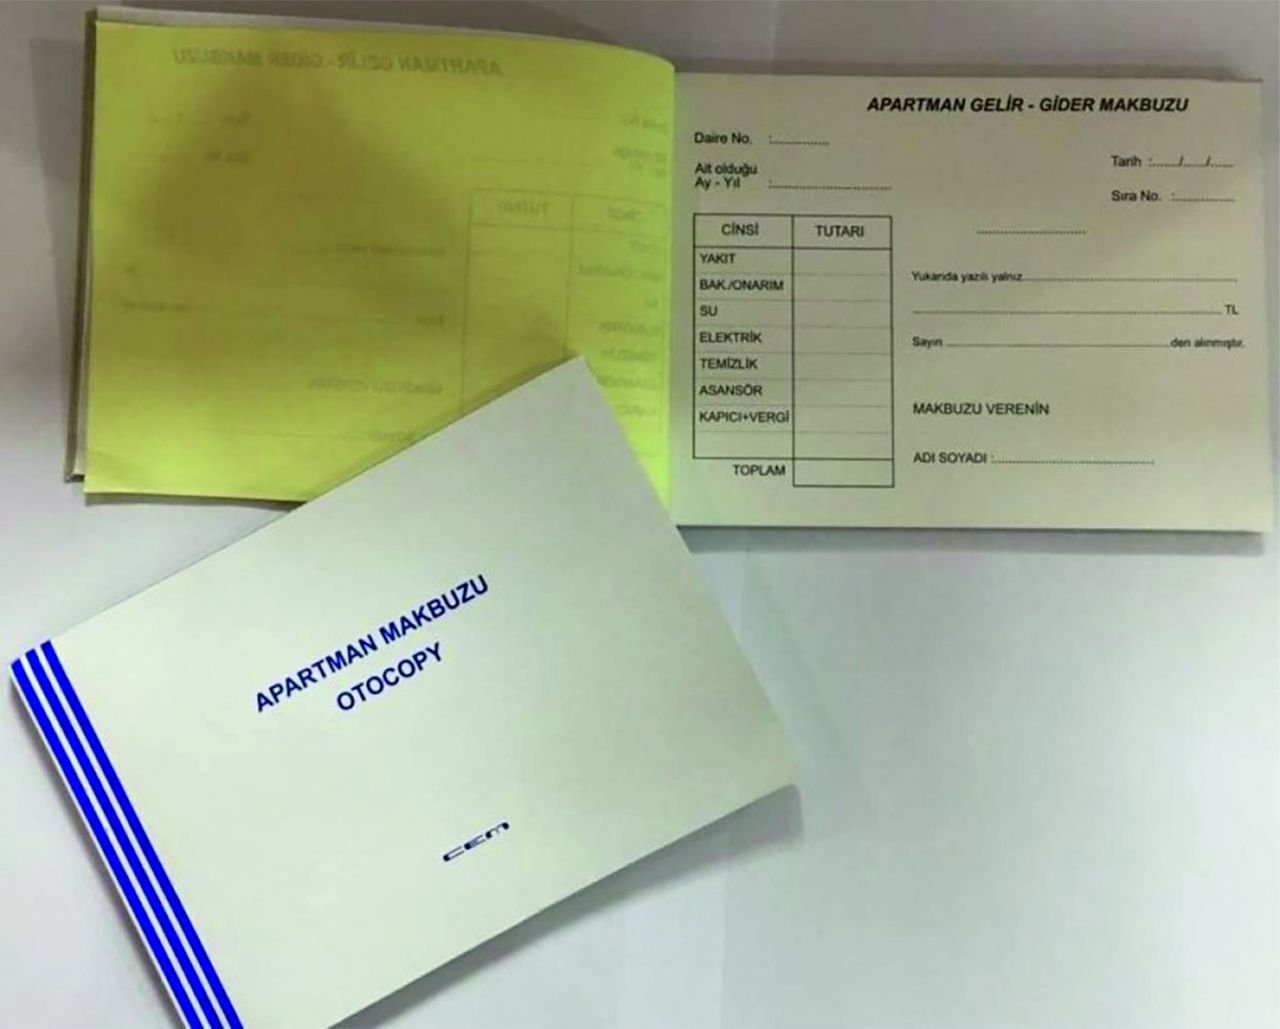 APARTMAN GELİR - GİDER MAKBUZU
Daire No. :................
Tarih :......./....../......
Ait olduğu
Ay - Yıl :................................
Sıra No. :................
CİNSİ TUTARI
YAKIT
BAK./ONARIM
SU
ELEKTRİK
TEMİZLİK
ASANSÖR
KAPICI+VERGİ
TOPLAM
.............................
Yukarıda yazılı yalnız............................................................
.................................................................................... TL
Sayın ............................................................den alınmıştır.
MAKBUZU VERENİN
ADI SOYADI :...........................................
APARTMAN MAKBUZU
OTOCOPY
CEM